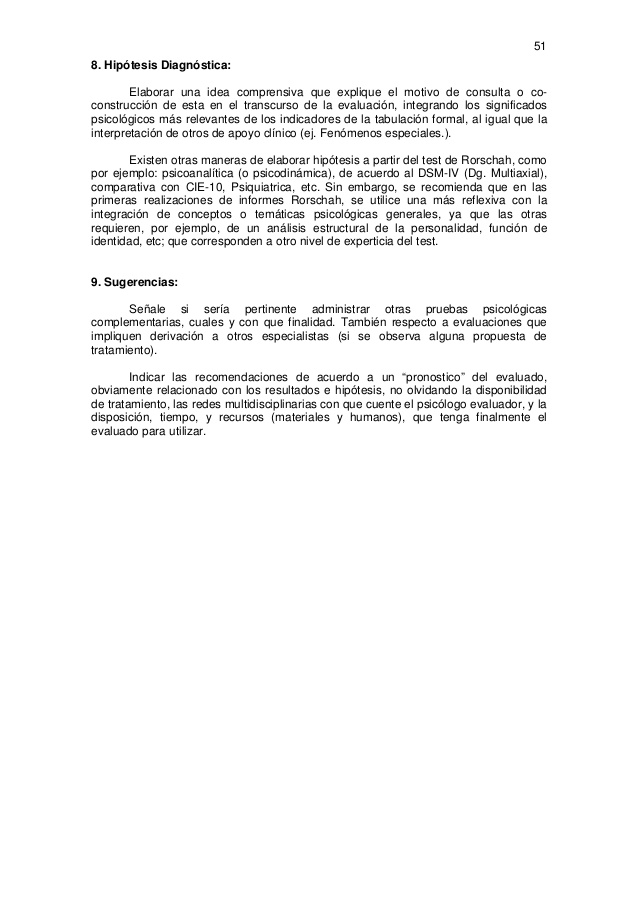 51
8. Hipótesis Diagnóstica:
Elaborar una idea comprensiva que explique el motivo de consulta o co-
construcción de esta en el transcurso de la evaluación, integrando los significados
psicológicos más relevantes de los indicadores de la tabulación formal, al igual que la
interpretación de otros de apoyo clínico (ej. Fenómenos especiales.).
Existen otras maneras de elaborar hipótesis a partir del test de Rorschah, como
por ejemplo: psicoanalítica (o psicodinámica), de acuerdo al DSM-IV (Dg. Multiaxial),
comparativa con CIE-10, Psiquiatrica, etc. Sin embargo, se recomienda que en las
primeras realizaciones de informes Rorschah, se utilice una más reflexiva con la
integración de conceptos o temáticas psicológicas generales, ya que las otras
requieren, por ejemplo, de un análisis estructural de la personalidad, función de
identidad, etc; que corresponden a otro nivel de experticia del test.
9. Sugerencias:
Señale si sería pertinente administrar otras pruebas psicológicas
complementarias, cuales y con que finalidad. También respecto a evaluaciones que
impliquen derivación a otros especialistas (si se observa alguna propuesta de
tratamiento).
Indicar las recomendaciones de acuerdo a un “pronostico” del evaluado,
obviamente relacionado con los resultados e hipótesis, no olvidando la disponibilidad
de tratamiento, las redes multidisciplinarias con que cuente el psicólogo evaluador, y la
disposición, tiempo, y recursos (materiales y humanos), que tenga finalmente el
evaluado para utilizar.